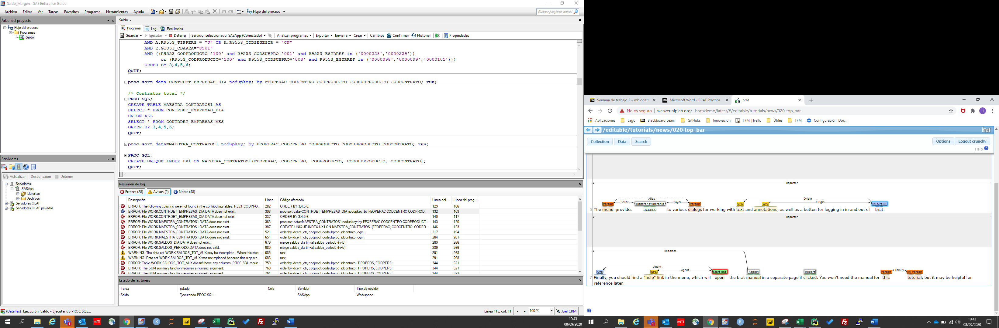 Saldo_Margen - SAS Enterprise Guide
Archivo Editar Ver Tareas Favoritos Programa Herramientas Ayuda Flujo del proceso Buscar proyecto actual
Árbol del proyecto
Flujo del proceso
Programas
Saldo
Saldo
Programa Log Resultados
Guardar Ejecutar Detener Servidor seleccionado: SASApp (Conectado) Analizar programas Exportar Enviar a Crear Cambios Confirmar Historial Propiedades
AND A.R9553_TIPPERS = "J" OR A.R9553_CODSEGESTR = "CN"
AND E.G1853_CDAREA="8901"
AND ((R9553_CODPRODUCTO='100' and R9553_CODSUBPRO='001' and R9553_ESTRREF in ('0000228','0000229'))
or (R9553_CODPRODUCTO='100' and R9553_CODSUBPRO='003' and R9553_ESTRREF in ('0000098','0000099','0000101')))
ORDER BY 3,4,5,6;
QUIT;
proc sort data=CONTRDET_EMPRESAS_DIA nodupkey; by FEOPERAC CODCENTRO CODPRODUCTO CODSUBPRODUCTO CODCONTRATO; run;
/* Contratos total */
PROC SQL;
CREATE TABLE MAESTRA_CONTRATOS1 AS
SELECT * FROM CONTRDET_EMPRESAS_DIA
UNION ALL
SELECT * FROM CONTRDET_EMPRESAS_MES
ORDER BY 3,4,5,6;
QUIT;
proc sort data=MAESTRA_CONTRATOS1 nodupkey; by FEOPERAC CODCENTRO CODPRODUCTO CODSUBPRODUCTO CODCONTRATO; run;
PROC SQL;
CREATE UNIQUE INDEX UX1 ON MAESTRA_CONTRATOS1(FEOPERAC, CODCENTRO, CODPRODUCTO, CODSUBPRODUCTO, CODCONTRATO);
QUIT;
Servidores
Actualizar Desconexión Detener
Servidores
SASApp
Librerías
Archivos
Servidores OLAP
Servidores OLAP privados
Resumen de log
Errores (28) Avisos (2) Notas (48)
Descripción Línea Código afectado Línea del ... Línea del prog...
ERROR: The following columns were not found in the contributing tables: R553_CODPRO... 282 ORDER BY 3,4,5,6; 129 106
ERROR: File WORK.CONTRDET_EMPRESAS_DIA.DATA does not exist. 308 proc sort data=CONTRDET_EMPRESAS_DIA nodupkey; by FEOPERAC CODCENTRO CODPROD... 132 109
ERROR: File WORK.CONTRDET_EMPRESAS_DIA.DATA does not exist. 337 ORDER BY 3,4,5,6; 140 117
ERROR: File WORK.MAESTRA_CONTRATOS1.DATA does not exist. 363 proc sort data=MAESTRA_CONTRATOS1 nodupkey; by FEOPERAC CODCENTRO CODPRODUCT... 143 120
ERROR: File WORK.MAESTRA_CONTRATOS1.DATA does not exist. 387 CREATE UNIQUE INDEX UX1 ON MAESTRA_CONTRATOS1(FEOPERAC, CODCENTRO, CODPR... 146 123
ERROR: File WORK.MAESTRA_CONTRATOS1.DATA does not exist. 521 order by idcent_ctr, codprod, codsubprod, idcontrato, cgm ; 217 194
ERROR: File WORK.MAESTRA_CONTRATOS1.DATA does not exist. 651 order by idcent_ctr, codprod, codsubprod, idcontrato, cgm; 284 261
ERROR: File WORK.SALDOS_DIA.DATA does not exist. 679 merge saldos_dia (in=a) saldos_periodo (in=b); 289 266
ERROR: File WORK.SALDOS_PERIODO.DATA does not exist. 680 merge saldos_dia (in=a) saldos_periodo (in=b); 289 266
WARNING: The data set WORK.SALDOS_TOT_AUX may be incomplete. When this step... 685 run; 291 268
WARNING: Data set WORK.SALDOS_TOT_AUX was not replaced because this step wa... 686 run; 291 268
ERROR: Table WORK.SALDOS_TOT_AUX doesn't have any columns. PROC SQL requir... 759 order by idcent_ctr, codprod, codsubprod, idcontrato, TIPOPERS, CODPERS; 344 321
ERROR: The SUM summary function requires a numeric argument. 760 order by idcent_ctr, codprod, codsubprod, idcontrato, TIPOPERS, CODPERS; 344 321
ERROR: The SUM summary function requires a numeric argument. 761 order by idcent_ctr, codprod, codsubprod, idcontrato, TIPOPERS, CODPERS; 344 321
Estado de las tareas
Tarea Estado Cola Servidor Tipo de sevidor
Saldo Ejecutando PROC SQL... SASApp Workspace
(Detalles) Ejecución: Saldo - Ejecutando PROC SQL... Línea 115, col. 11 - + 100 % Joel CRM
10:43
08/09/2020
Semana de trabajo 2 – mbigdata Microsoft Word - BRAT Practica brat
No es seguro weaver.nlplab.org/~brat/demo/latest/#/editable/tutorials/news/020-top_bar
Aplicaciones Lago Blackboard Learn GitHubs Innovacion TFM | Trello Útiles TFM Configuración: Doc...
/editable/tutorials/news/020-top_bar brat
Collection Data Search Options Logout crunchy
Help
Reporter
Alias Origin
Person Seller Transfer ownership Buyer Person GPE GPE Origin (n) Org (I)
5 The menu provides access to various dialogs for working with text and annotations, as well as a button for logging in in and out of brat.
Reporter
Reporter
Agent
Org GPE Agent Start org Report Report Person Family (n) Person
7 Finally, you should find a "help" link in the menu, which will open the brat manual in a separate page if clicked. You won't need the manual for this tutorial, but it may be helpful for
reference later.
10:43
08/09/2020